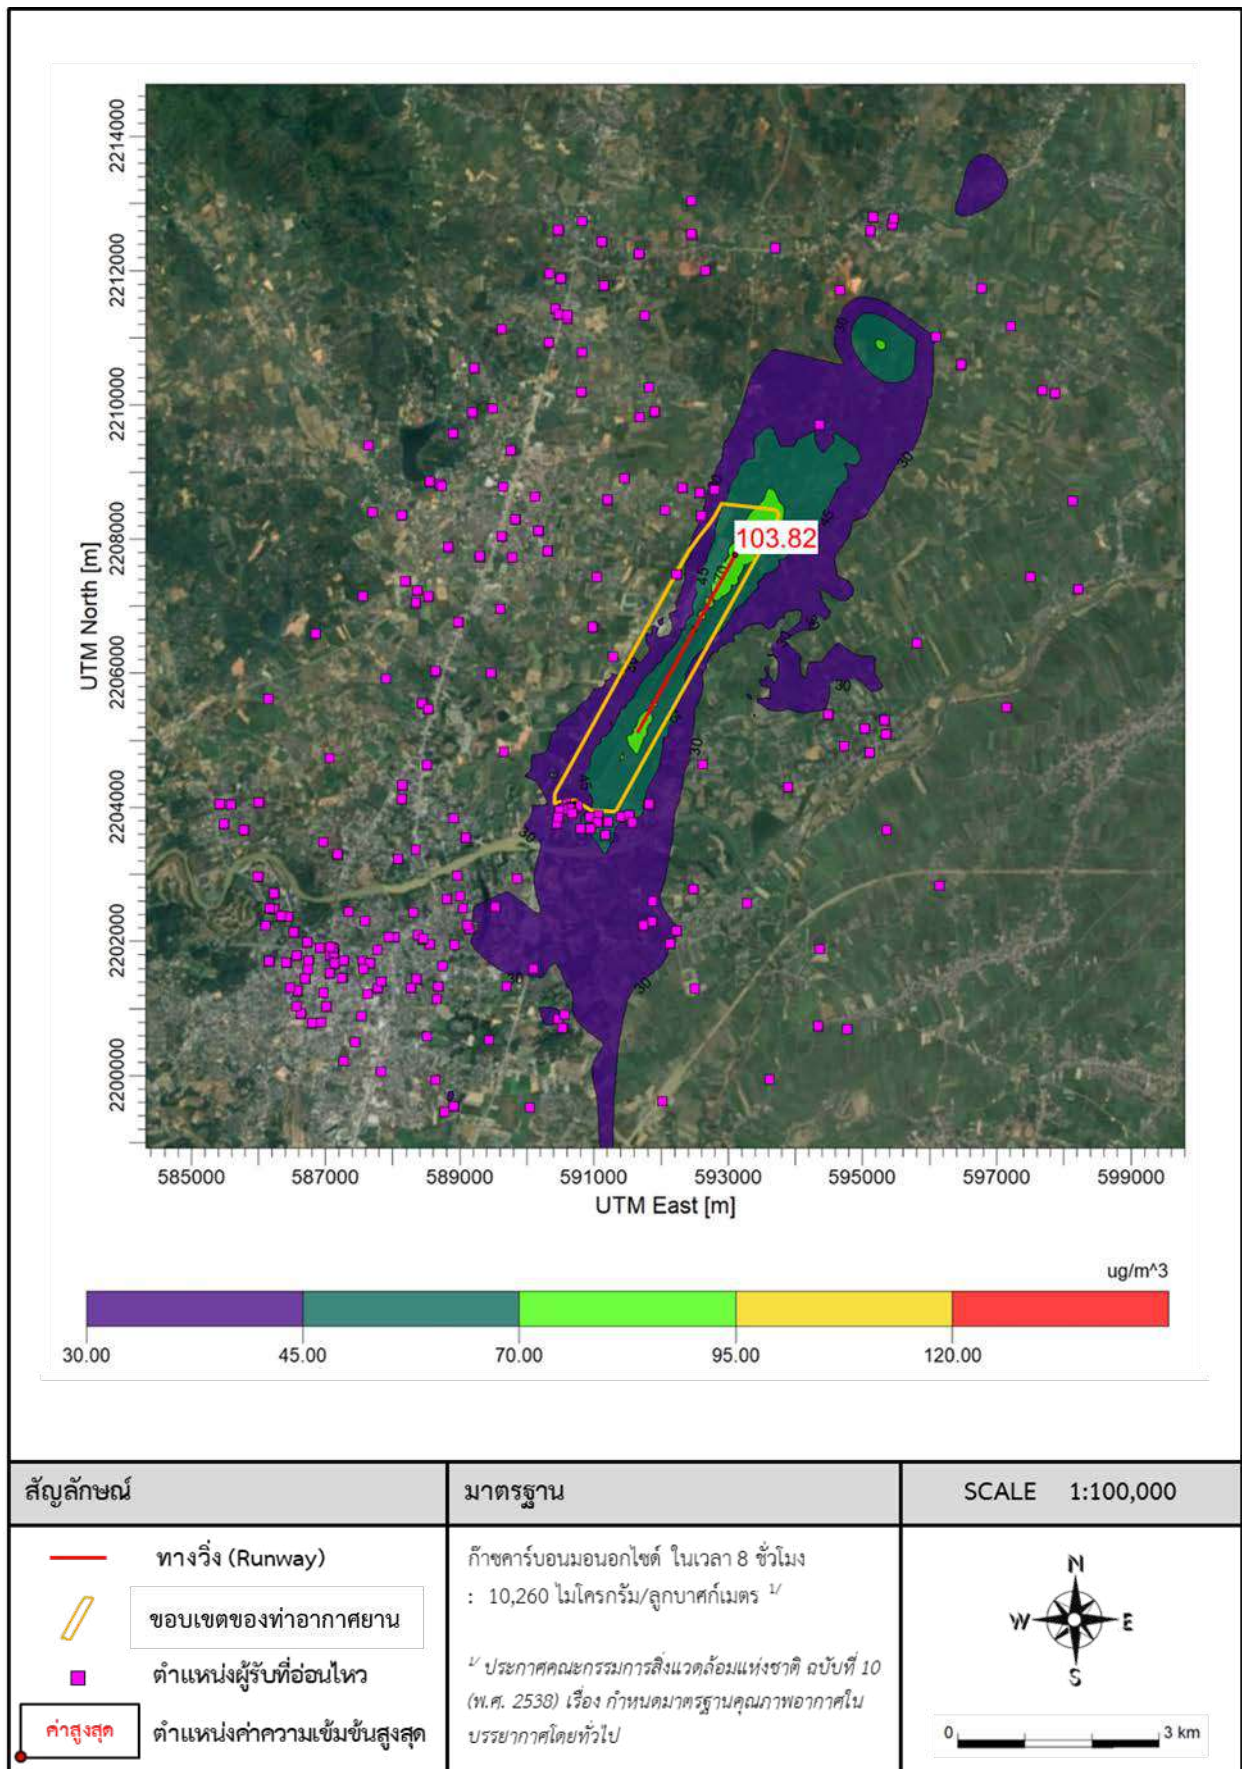 2214000
2212000
2210000
2208000
2206000
2204000
2202000
2200000
UTM North [m]
103.82
30
30
30
45
45
70
30
30
45
30
30
30
30
585000 587000 589000 591000 593000 595000 597000 599000
UTM East [m]
ug/m^3
30.00 45.00 70.00 95.00 120.00
สัญลักษณ์
ทางวิ่ง (Runway)
ขอบเขตของท่าอากาศยาน
ตำแหน่งผู้รับที่อ่อนไหว
ค่าสูงสุด
ตำแหน่งค่าความเข้มข้นสูงสุด
มาตรฐาน
ก๊าซคาร์บอนมอนอกไซด์ ในเวลา 8 ชั่วโมง
: 10,260 ไมโครกรัม/ลูกบาศก์เมตร 1/
1/ ประกาศคณะกรรมการสิ่งแวดล้อมแห่งชาติ ฉบับที่ 10
(พ.ศ. 2538) เรื่อง กำหนดมาตรฐานคุณภาพอากาศใน
บรรยากาศโดยทั่วไป
SCALE 1:100,000
N
W E
S
0 3 km